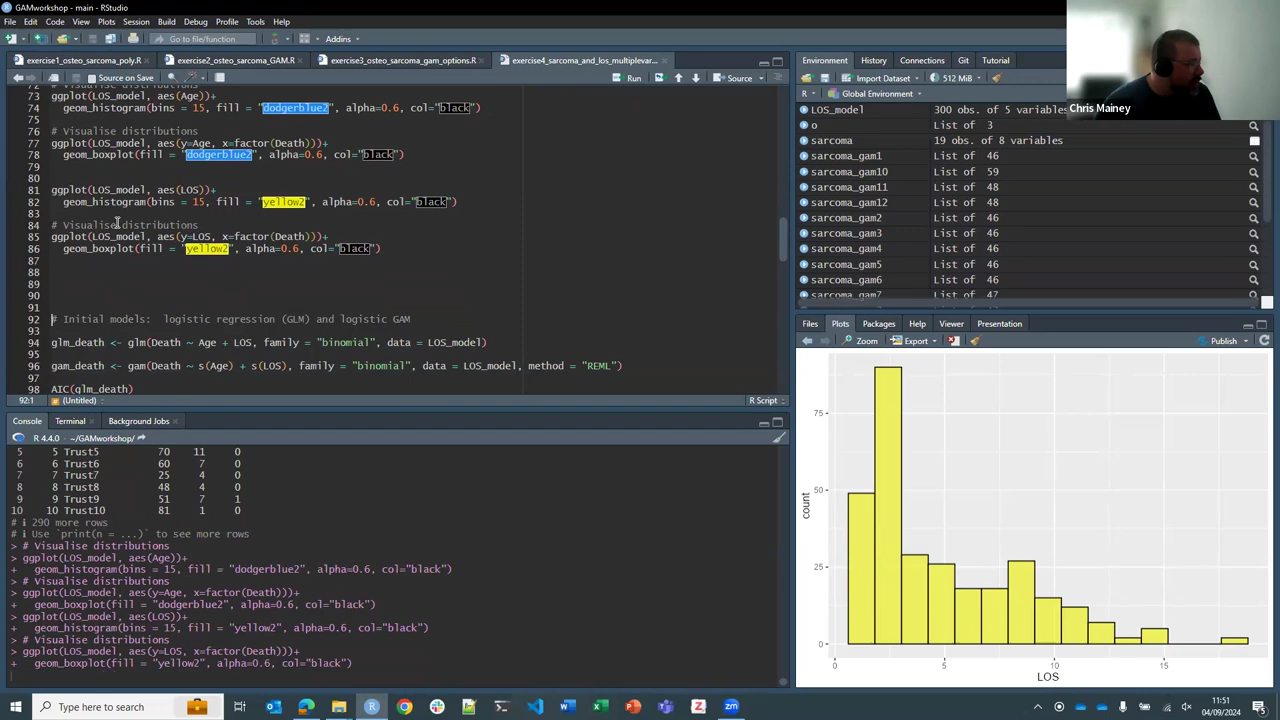 GAMworkshop - main - RStudio
File Edit Code View Plots Session Build Debug Profile Tools Help
Go to file/function Addins
exercise1_osteo_sarcoma_poly.R exercise2_osteo_sarcoma_GAM.R exercise3_osteo_sarcoma_gam_options.R exercise4_sarcoma_and_los_multiplevar...
Source on Save Run Source
73 ggplot(LOS_model, aes(Age))+
74 geom_histogram(bins = 15, fill = "dodgerblue2", alpha=0.6, col="black")
75
76 # Visualise distributions
77 ggplot(LOS_model, aes(y=Age, x=factor(Death)))+
78 geom_boxplot(fill = "dodgerblue2", alpha=0.6, col="black")
79
80
81 ggplot(LOS_model, aes(LOS))+
82 geom_histogram(bins = 15, fill = "yellow2", alpha=0.6, col="black")
83
84 # Visualise distributions
85 ggplot(LOS_model, aes(y=LOS, x=factor(Death)))+
86 geom_boxplot(fill = "yellow2", alpha=0.6, col="black")
87
88
89
90
91
92 # Initial models: logistic regression (GLM) and logistic GAM
93
94 glm_death <- glm(Death ~ Age + LOS, family = "binomial", data = LOS_model)
95
96 gam_death <- gam(Death ~ s(Age) + s(LOS), family = "binomial", data = LOS_model, method = "REML")
97
98 AIC(glm_death)
92:1 (Untitled) R Script
Console Terminal Background Jobs
R 4.4.0 · ~/GAMworkshop/
5 5 Trust5 70 11 0
6 6 Trust6 60 7 0
7 7 Trust7 25 4 0
8 8 Trust8 48 4 0
9 9 Trust9 51 7 1
10 10 Trust10 81 1 0
# ℹ 290 more rows
# ℹ Use `print(n = ...)` to see more rows
> # Visualise distributions
> ggplot(LOS_model, aes(Age))+
+ geom_histogram(bins = 15, fill = "dodgerblue2", alpha=0.6, col="black")
> # Visualise distributions
> ggplot(LOS_model, aes(y=Age, x=factor(Death)))+
+ geom_boxplot(fill = "dodgerblue2", alpha=0.6, col="black")
> ggplot(LOS_model, aes(LOS))+
+ geom_histogram(bins = 15, fill = "yellow2", alpha=0.6, col="black")
> # Visualise distributions
> ggplot(LOS_model, aes(y=LOS, x=factor(Death)))+
+ geom_boxplot(fill = "yellow2", alpha=0.6, col="black")
Environment History Connections Git Tutorial
Import Dataset 512 MiB
R Global Environment
LOS_model 300 obs. of 5 variables
o List of 3
sarcoma 19 obs. of 8 variables
sarcoma_gam1 List of 46
sarcoma_gam10 List of 59
sarcoma_gam11 List of 48
sarcoma_gam12 List of 48
sarcoma_gam2 List of 46
sarcoma_gam3 List of 46
sarcoma_gam4 List of 46
sarcoma_gam5 List of 46
sarcoma_gam6 List of 46
sarcoma_gam7 List of 47
Chris Mainey
Files Plots Packages Help Viewer Presentation
Zoom Export Publish
75
50
25
0
count
0 5 10 15
LOS
Type here to search
11:51
04/09/2024